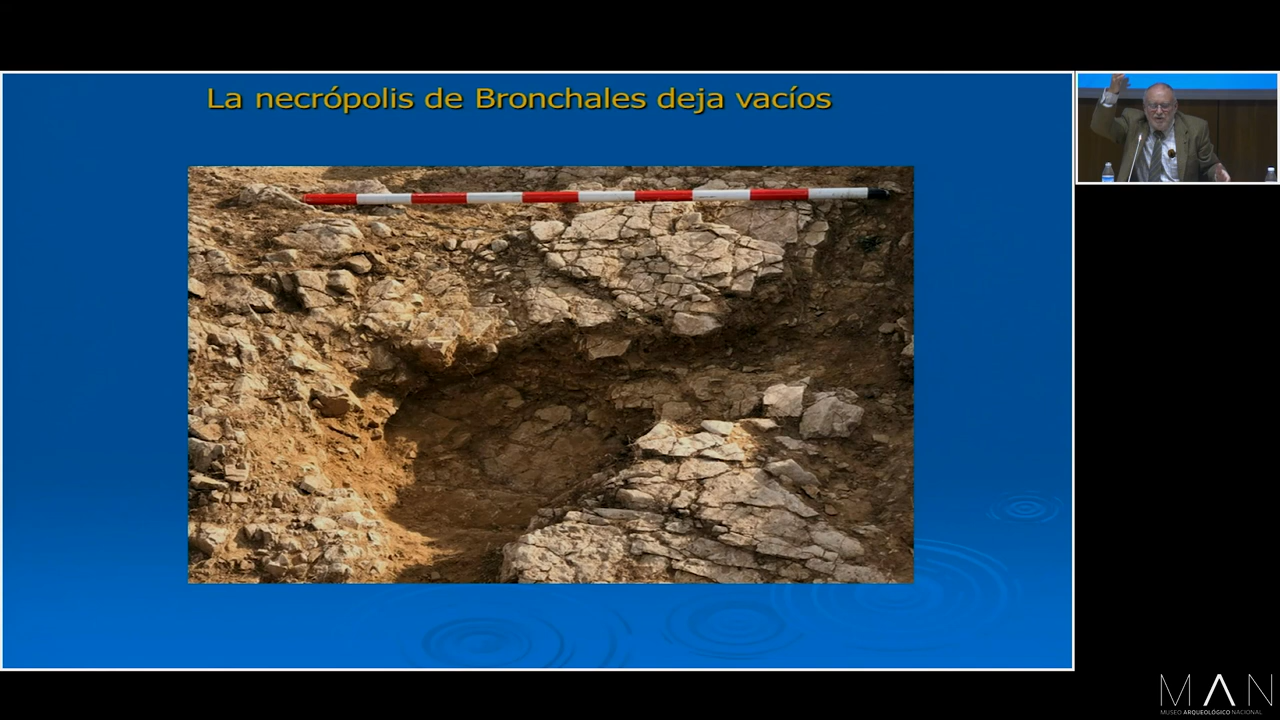 La necrópolis de Bronchales deja vacíos
MAN
MUSEO ARQUEOLÓGICO NACIONAL